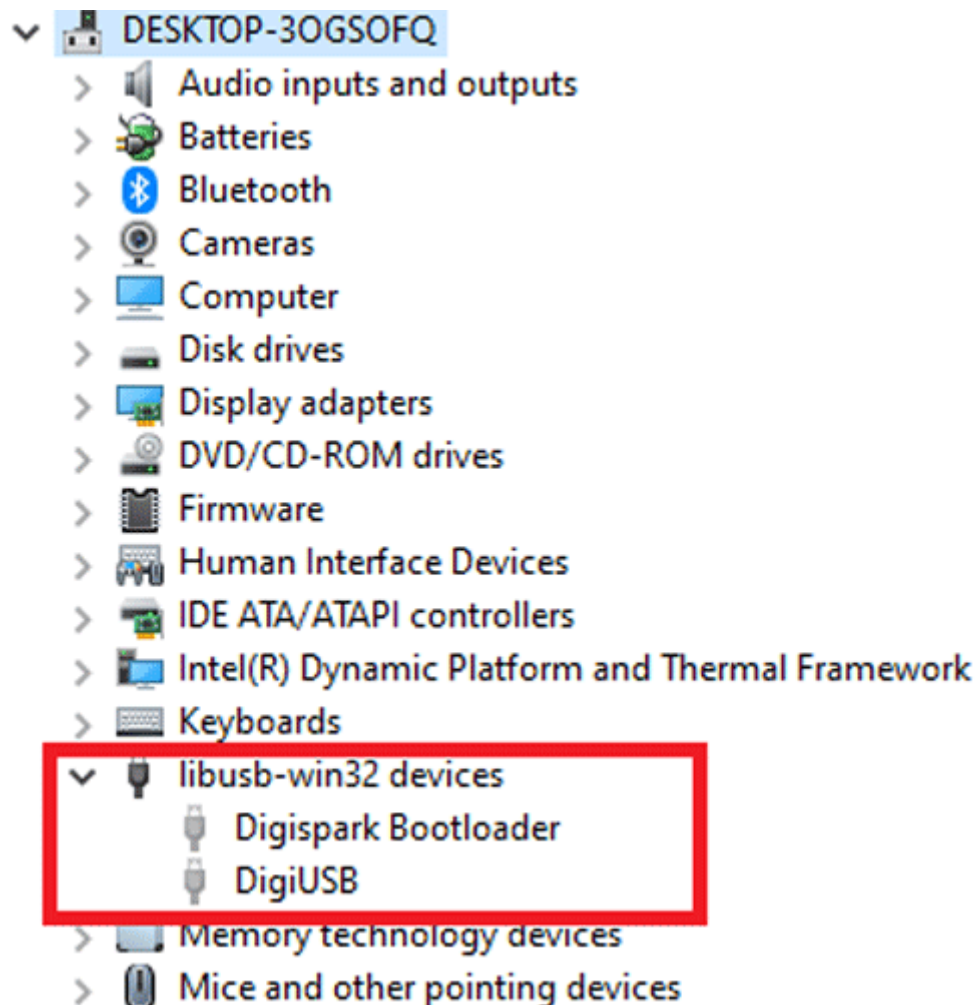 DESKTOP-3OGSOFQ
Audio inputs and outputs
Batteries
Bluetooth
Cameras
Computer
Disk drives
Display adapters
DVD/CD-ROM drives
Firmware
Human Interface Devices
IDE ATA/ATAPI controllers
Intel(R) Dynamic Platform and Thermal Framework
Keyboards
libusb-win32 devices
Digispark Bootloader
DigiUSB
Memory technology devices
Mice and other pointing devices